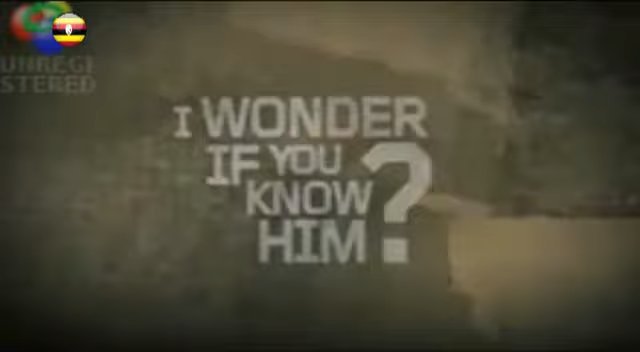 UNREGI
STERED
I WONDER
IF YOU
KNOW
HIM?